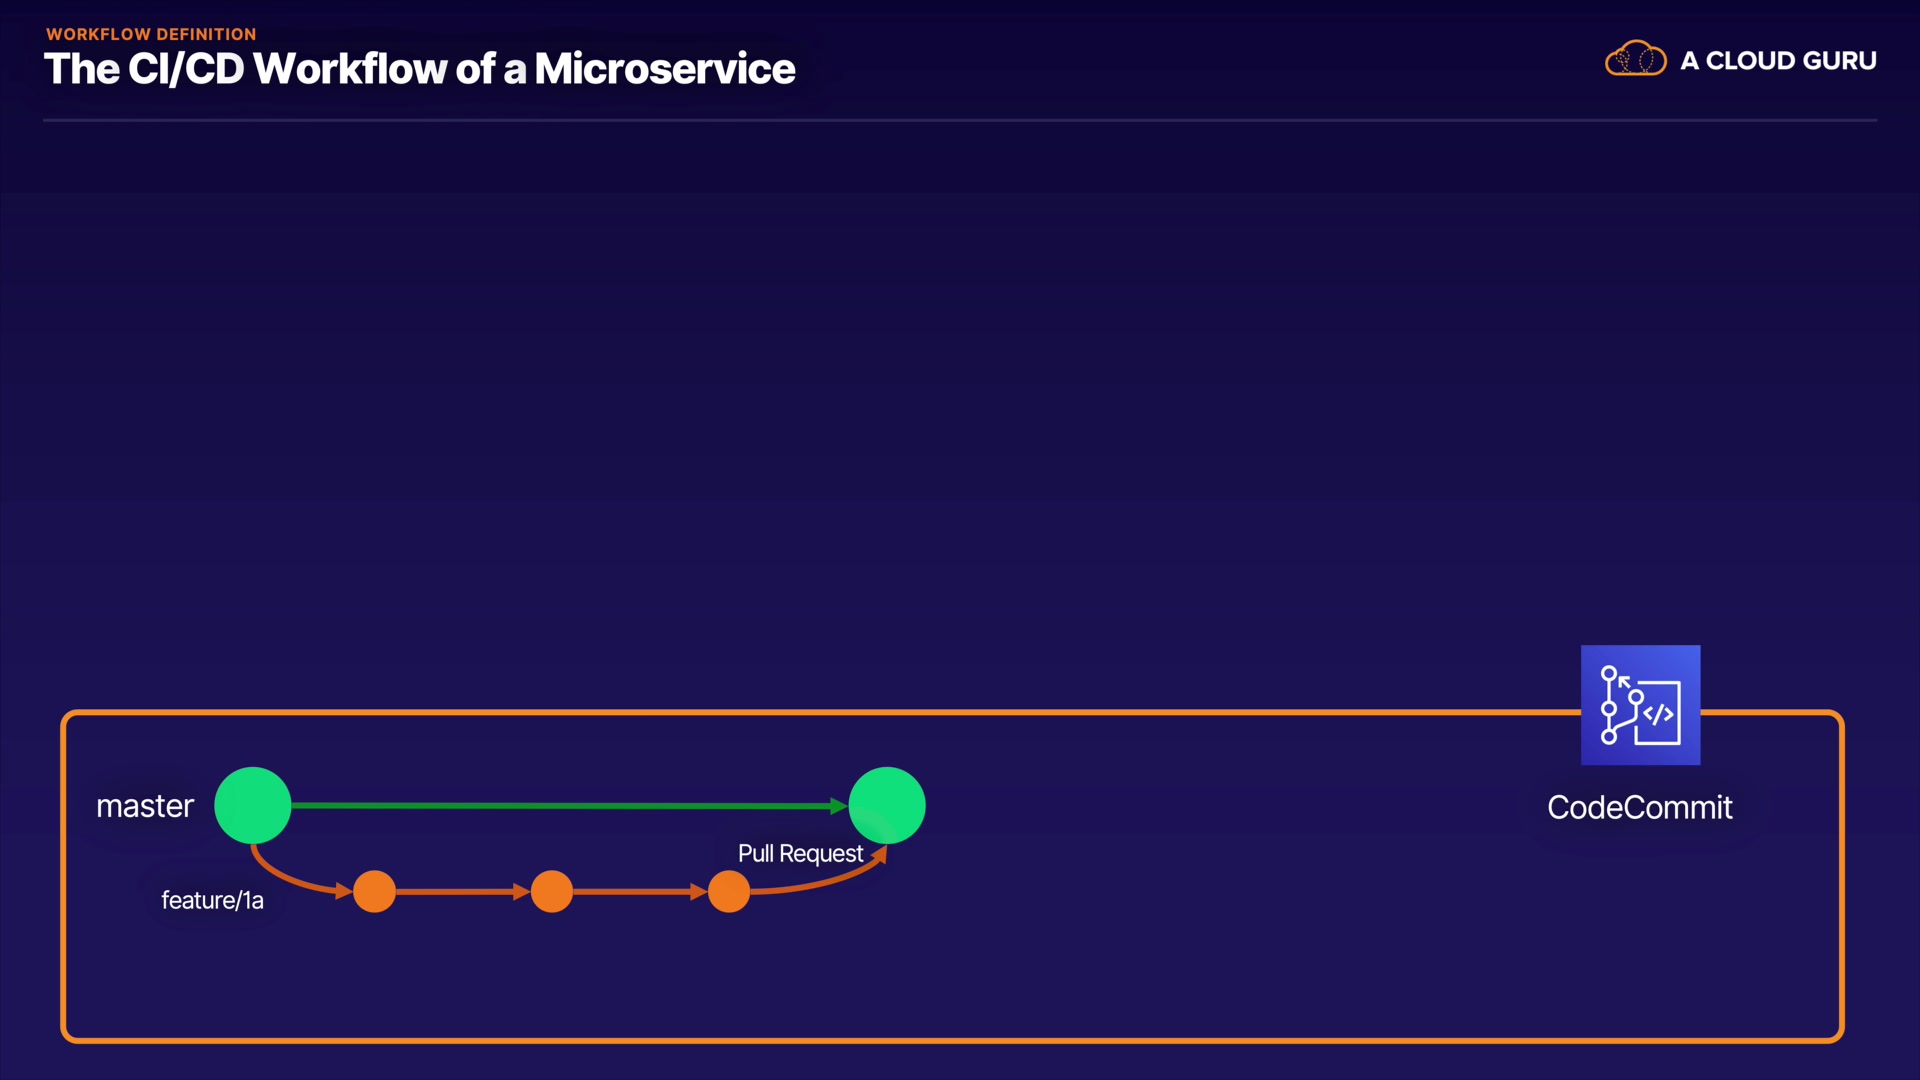 WORKFLOW DEFINITION
The CI/CD Workflow of a Microservice
A CLOUD GURU
</>
master
CodeCommit
Pull Request
feature/1a